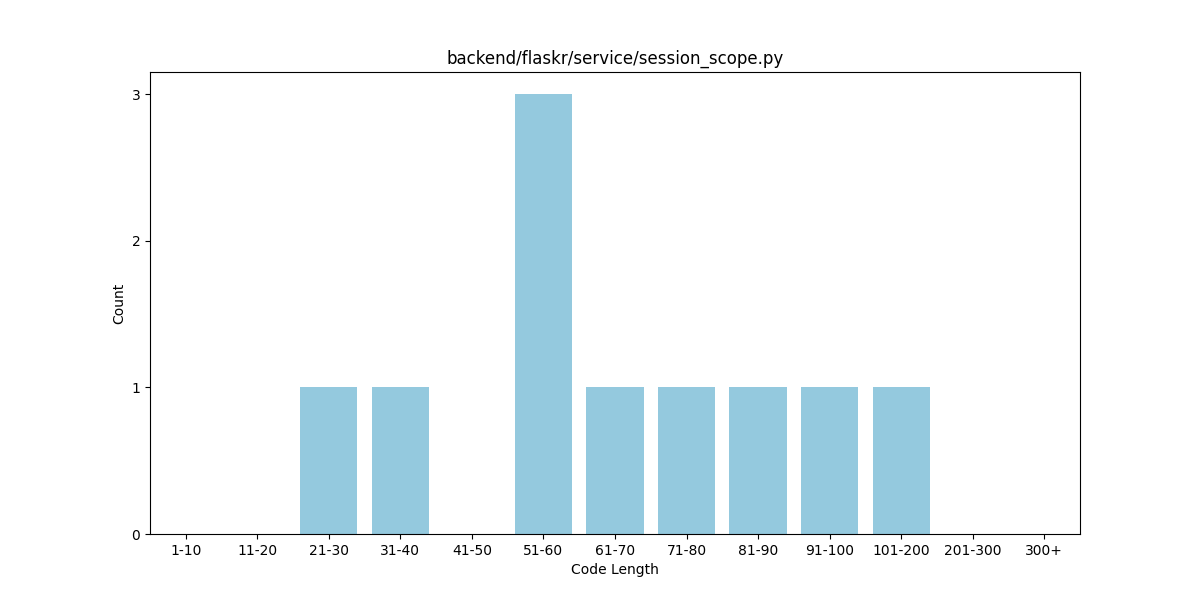 backend/flaskr/service/session_scope.py
3
2
1
0
Count
1-10 11-20 21-30 31-40 41-50 51-60 61-70 71-80 81-90 91-100 101-200 201-300 300+
Code Length